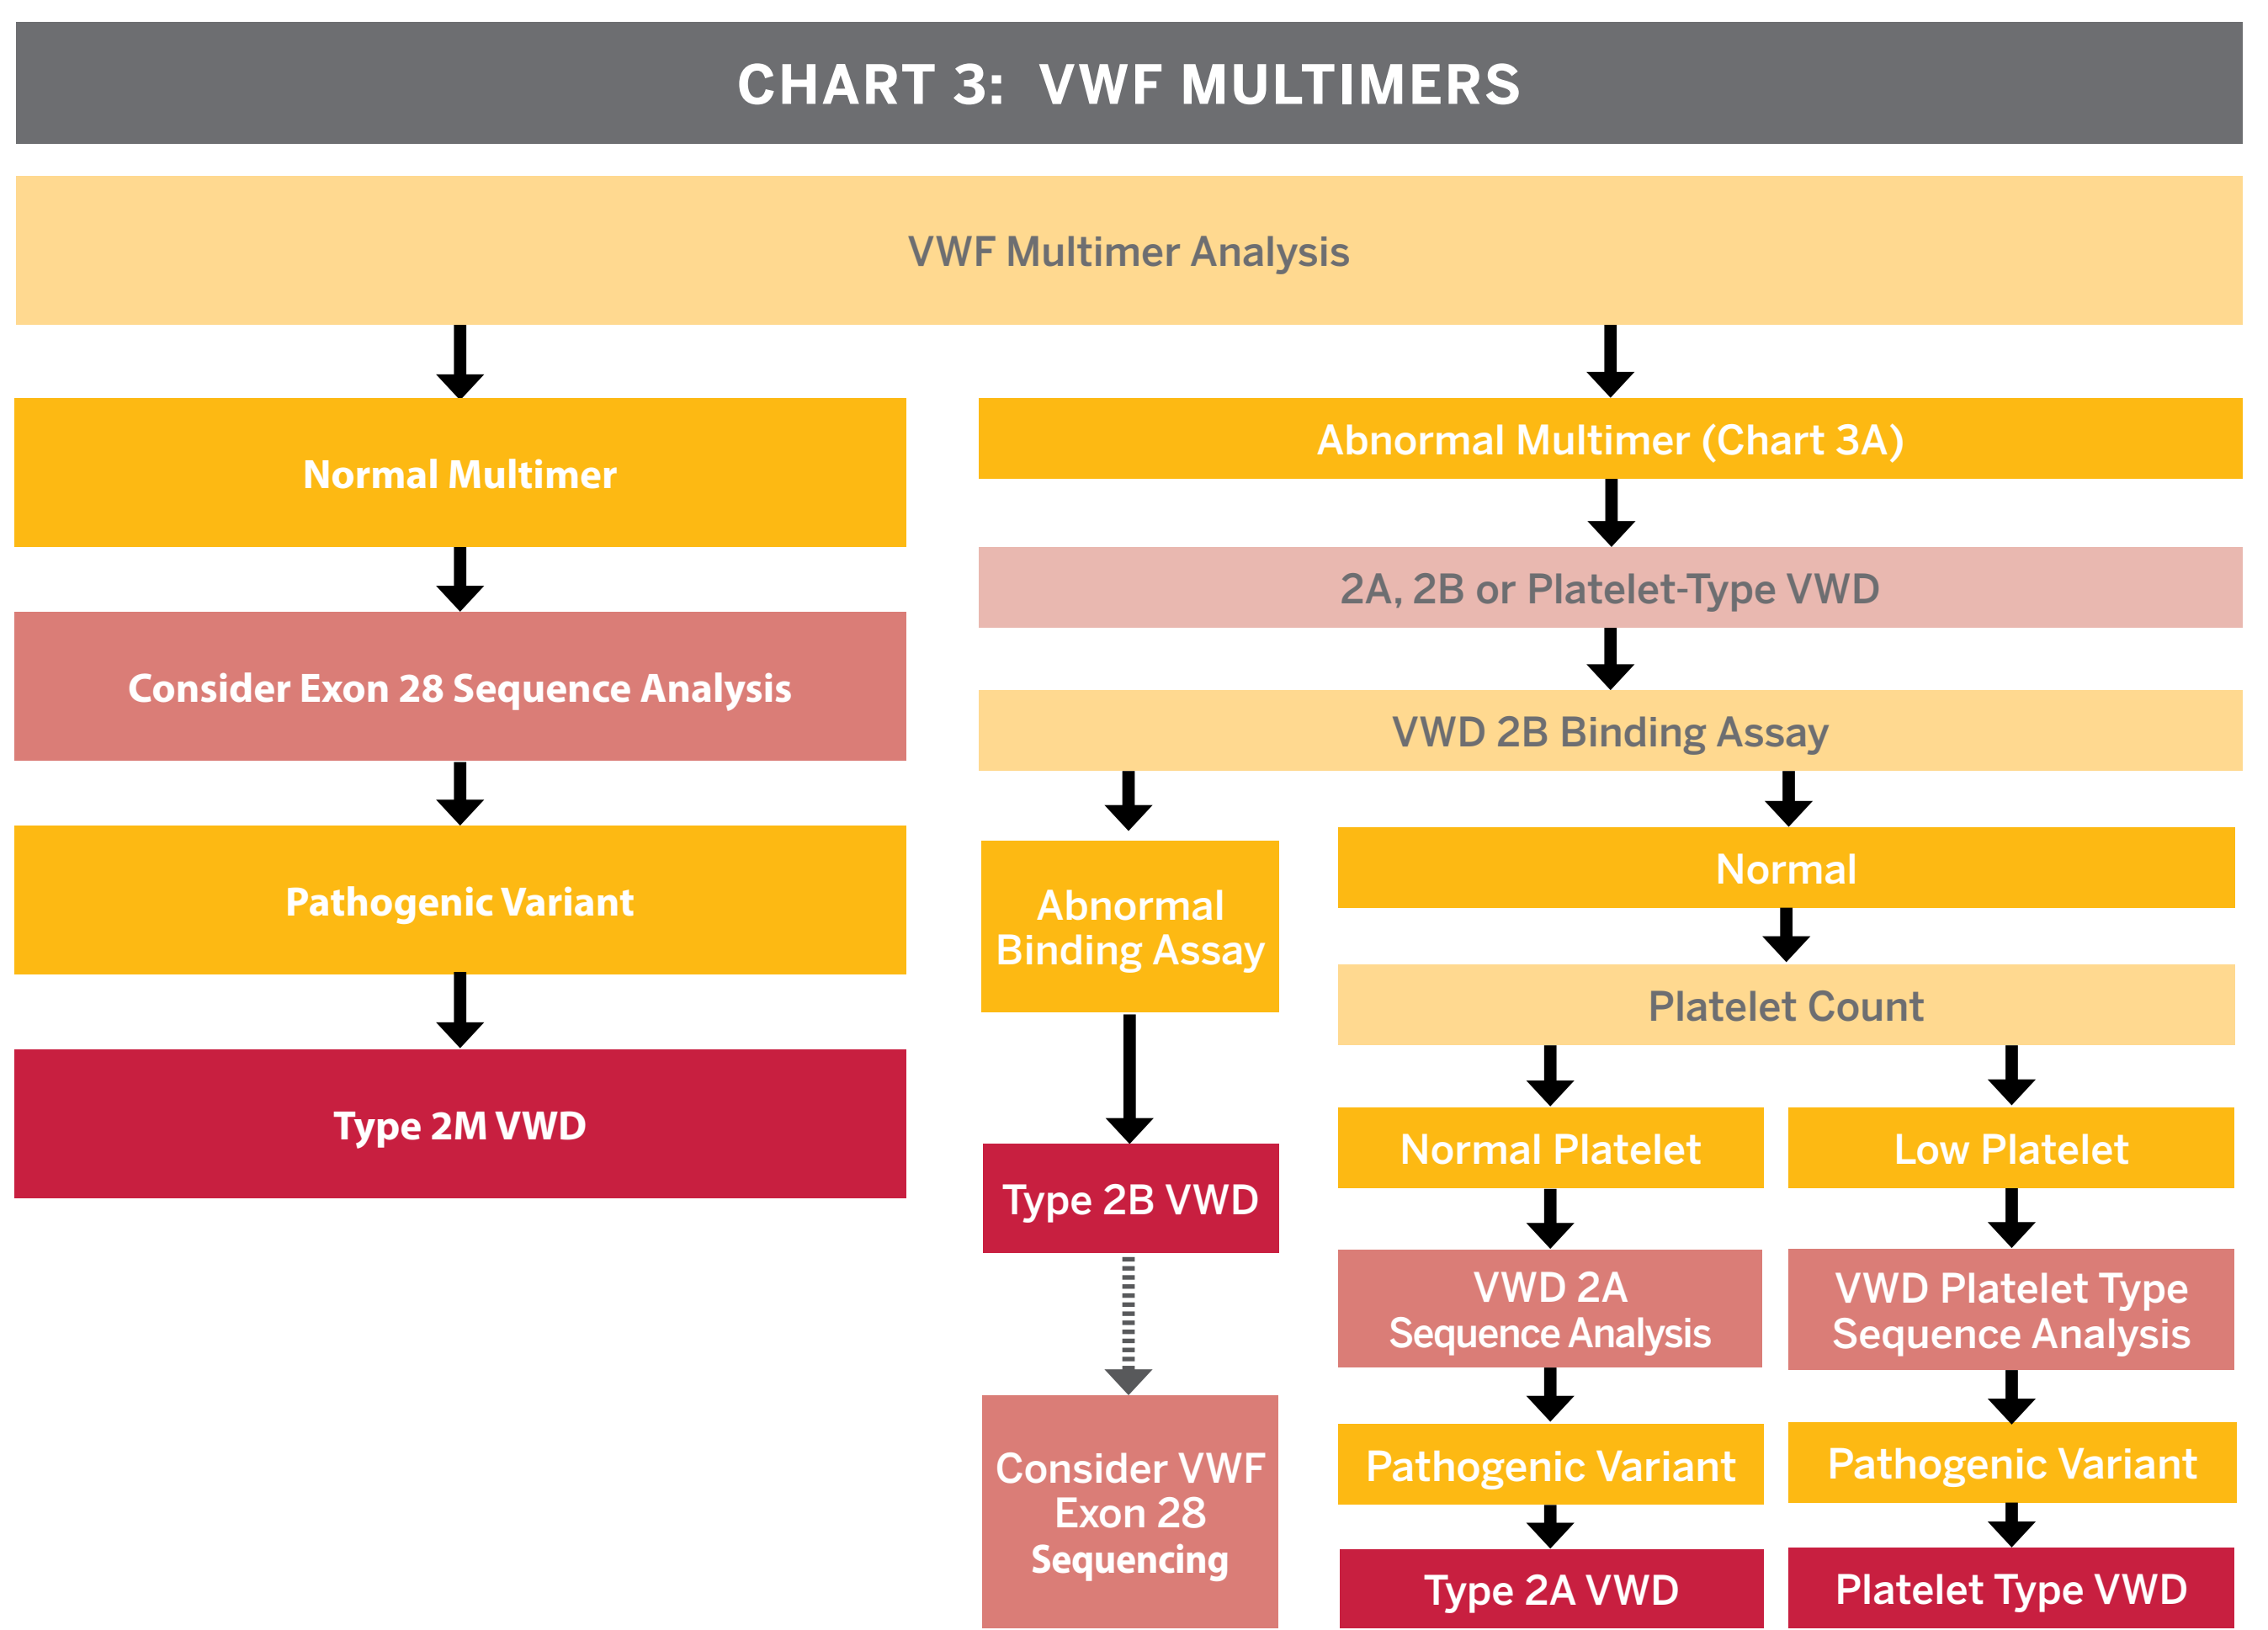 CHART 3: VWF MULTIMERS
VWF Multimer Analysis
Normal Multimer
Consider Exon 28 Sequence Analysis
Pathogenic Variant
Type 2M VWD
Abnormal Multimer (Chart 3A)
2A, 2B or Platelet-Type VWD
VWD 2B Binding Assay
Abnormal
Binding Assay
Type 2B VWD
Consider VWF
Exon 28
Sequencing
Normal
Platelet Count
Normal Platelet
VWD 2A
Sequence Analysis
Pathogenic Variant
Type 2A VWD
Low Platelet
VWD Platelet Type
Sequence Analysis
Pathogenic Variant
Platelet Type VWD